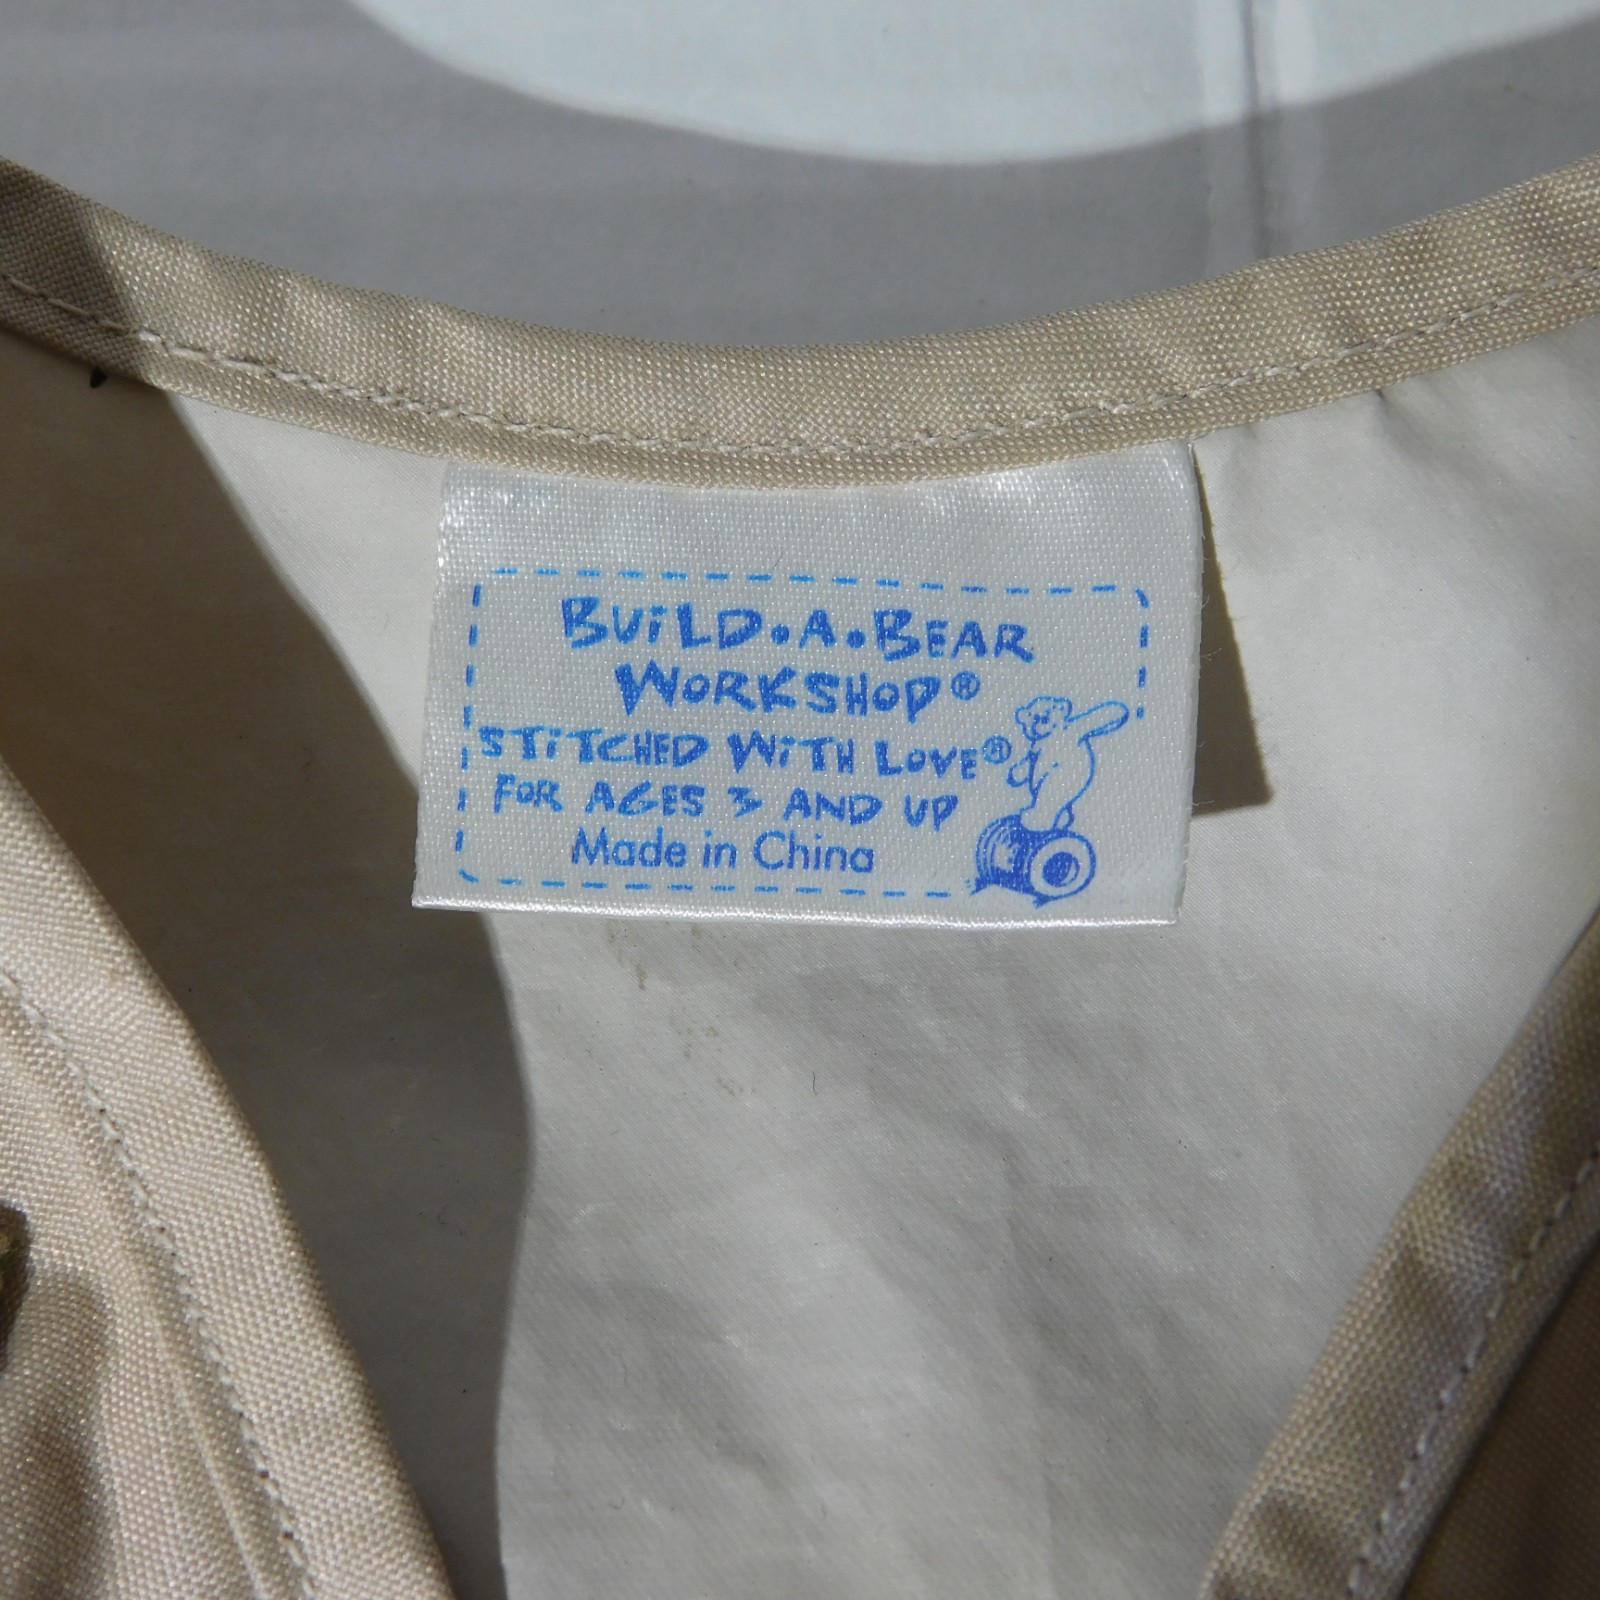 BUiLD•A•BEAR
WORKSHOP®
STiTCHED WiTH LOVE®
FOR AGES 3 AND UP
Made in China